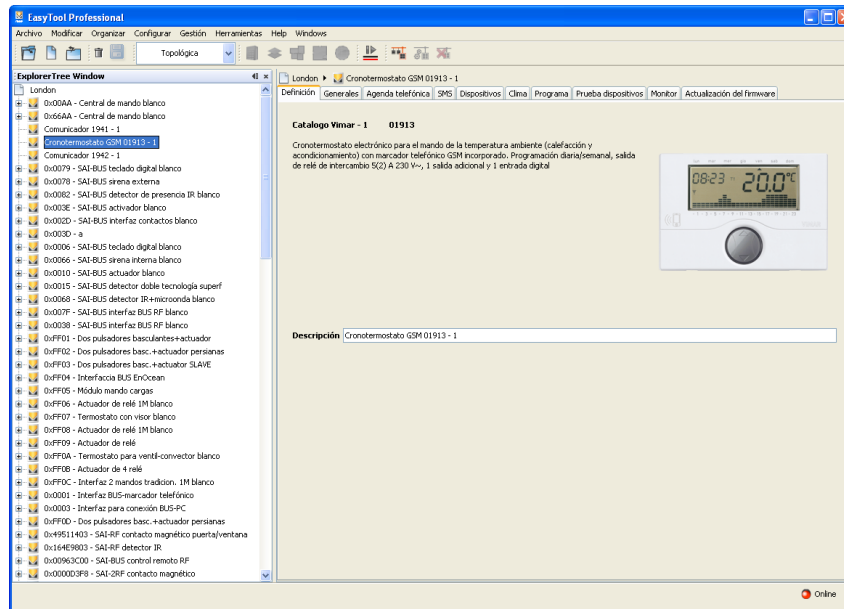 EasyTool Professional
Archivo Modificar Organizar Configurar Gestión Herramientas Help Windows
Topológica
ExplorerTree Window
London
0x00AA - Central de mando blanco
0x66AA - Central de mando blanco
Comunicador 1941 - 1
Cronotermostato GSM 01913 - 1
Comunicador 1942 - 1
0x0079 - SAI-BUS teclado digital blanco
0x0078 - SAI-BUS sirena externa
0x0082 - SAI-BUS detector de presencia IR blanco
0x003E - SAI-BUS activador blanco
0x002D - SAI-BUS interfaz contactos blanco
0x003D - a
0x0006 - SAI-BUS teclado digital blanco
0x0066 - SAI-BUS sirena interna blanco
0x0010 - SAI-BUS actuador blanco
0x0015 - SAI-BUS detector doble tecnología superf
0x0068 - SAI-BUS detector IR+microonda blanco
0x007F - SAI-BUS interfaz BUS RF blanco
0x0038 - SAI-BUS interfaz BUS RF blanco
0xFF01 - Dos pulsadores basculantes+actuador
0xFF02 - Dos pulsadores basc.+actuador persianas
0xFF03 - Dos pulsadores basc.+actuator SLAVE
0xFF04 - Interfaccia BUS EnOcean
0xFF05 - Módulo mando cargas
0xFF06 - Actuador de relé 1M blanco
0xFF07 - Termostato con visor blanco
0xFF08 - Actuador de relé 1M blanco
0xFF09 - Actuador de relé
0xFF0A - Termostato para ventil-convector blanco
0xFF0B - Actuador de 4 relé
0xFF0C - Interfaz 2 mandos tradicion. 1M blanco
0x0001 - Interfaz BUS-marcador telefónico
0x0003 - Interfaz para conexión BUS-PC
0xFF0D - Dos pulsadores basc.+actuador persianas
0x49511403 - SAI-RF contacto magnético puerta/ventana
0x164E9803 - SAI-RF detector IR
0x00963C00 - SAI-BUS control remoto RF
0x0000D3F8 - SAI-2RF contacto magnético
London Cronotermostato GSM 01913 - 1
Definición Generales Agenda telefónica SMS Dispositivos Clima Programa Prueba dispositivos Monitor Actualización del firmware
Catalogo Vimar - 1 01913
Cronotermostato electrónico para el mando de la temperatura ambiente (calefacción y
acondicionamiento) con marcador telefónico GSM incorporado. Programación diaria/semanal, salida
de relé de intercambio 5(2) A 230 V~, 1 salida adicional y 1 entrada digital
08:23 20.0°C
Descripción Cronotermostato GSM 01913 - 1
Online